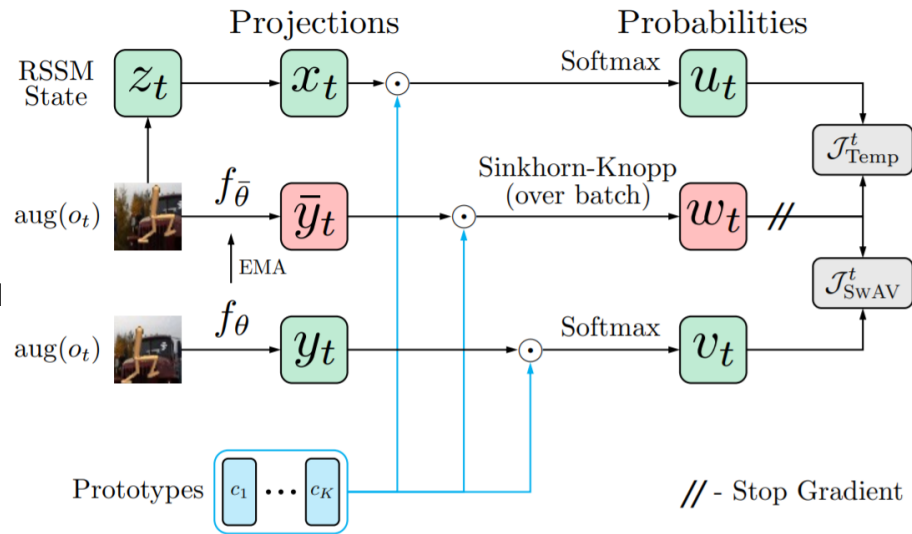 Projections
Probabilities
RSSM
State
z_t
x_t
⊙
Softmax
u_t
𝒥^t_Temp
aug(o_t)
f_θ̄
ȳ_t
⊙
Sinkhorn-Knopp
(over batch)
w_t
//
EMA
𝒥^t_SwAV
aug(o_t)
f_θ
y_t
⊙
Softmax
v_t
Prototypes
c_1 ••• c_K
// - Stop Gradient